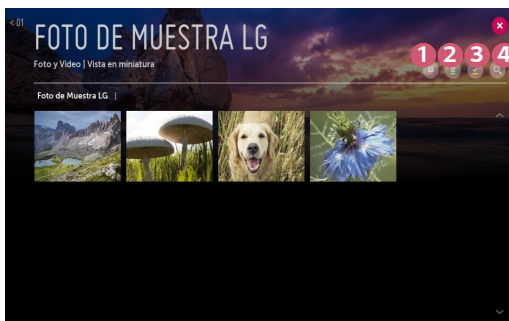 < 01
FOTO DE MUESTRA LG
Foto y Video | Vista en miniatura
1 2 3 4
Foto de Muestra LG |